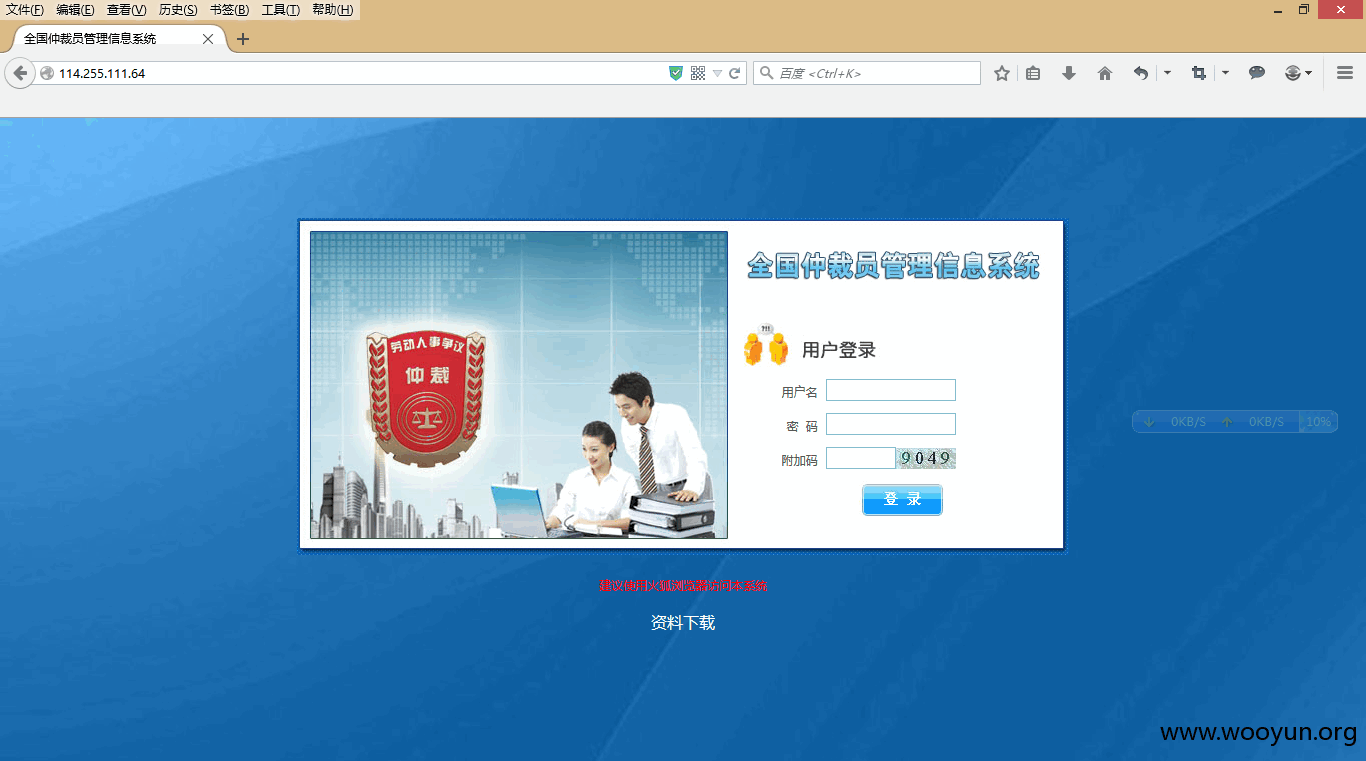 文件(F) 编辑(E) 查看(V) 历史(S) 书签(B) 工具(T) 帮助(H)
全国仲裁员管理信息系统
114.255.111.64
百度 <Ctrl+K>
全国仲裁员管理信息系统
?!!
用户登录
劳动人事争议
仲裁
用户名
密 码
附加码 9049
登 录
0KB/S 0KB/S 10%
建议使用火狐浏览器访问本系统
资料下载
www.wooyun.org